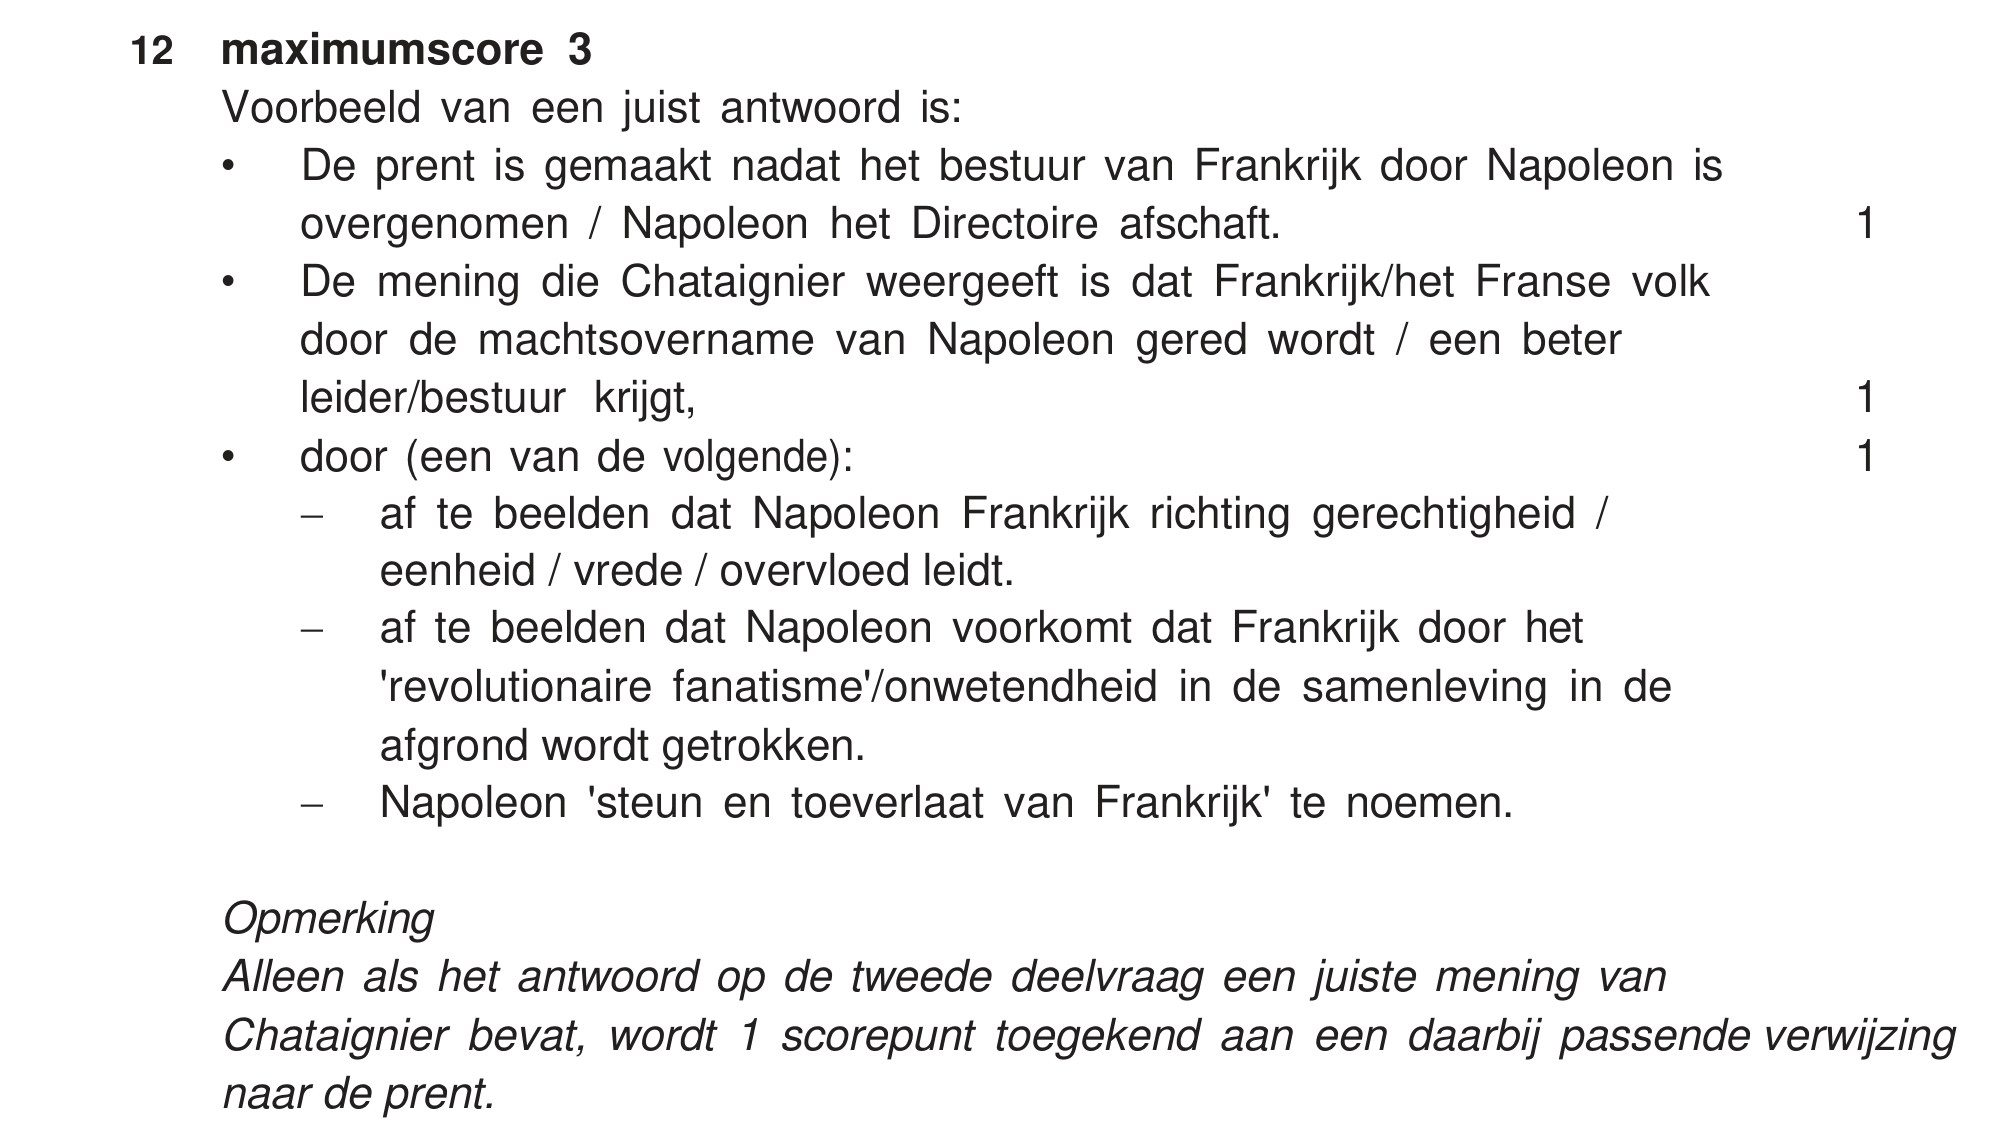 12 maximumscore 3
Voorbeeld van een juist antwoord is:
• De prent is gemaakt nadat het bestuur van Frankrijk door Napoleon is
overgenomen / Napoleon het Directoire afschaft. 1
• De mening die Chataignier weergeeft is dat Frankrijk/het Franse volk
door de machtsovername van Napoleon gered wordt / een beter
leider/bestuur krijgt, 1
• door (een van de volgende): 1
– af te beelden dat Napoleon Frankrijk richting gerechtigheid /
eenheid / vrede / overvloed leidt.
– af te beelden dat Napoleon voorkomt dat Frankrijk door het
'revolutionaire fanatisme'/onwetendheid in de samenleving in de
afgrond wordt getrokken.
– Napoleon 'steun en toeverlaat van Frankrijk' te noemen.
Opmerking
Alleen als het antwoord op de tweede deelvraag een juiste mening van
Chataignier bevat, wordt 1 scorepunt toegekend aan een daarbij passende verwijzing
naar de prent.